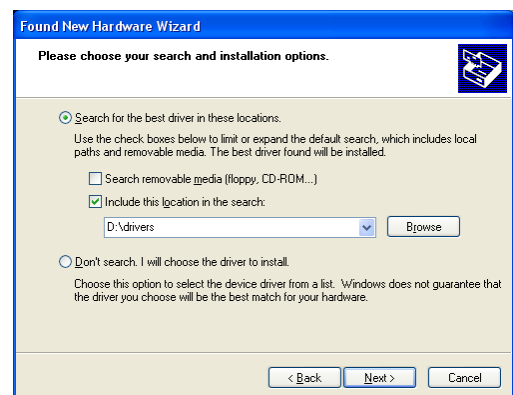 Found New Hardware Wizard
Please choose your search and installation options.
Search for the best driver in these locations.
Use the check boxes below to limit or expand the default search, which includes local
paths and removable media. The best driver found will be installed.
Search removable media (floppy, CD-ROM...)
Include this location in the search:
D:\drivers
Browse
Don't search. I will choose the driver to install.
Choose this option to select the device driver from a list. Windows does not guarantee that
the driver you choose will be the best match for your hardware.
< Back
Next >
Cancel